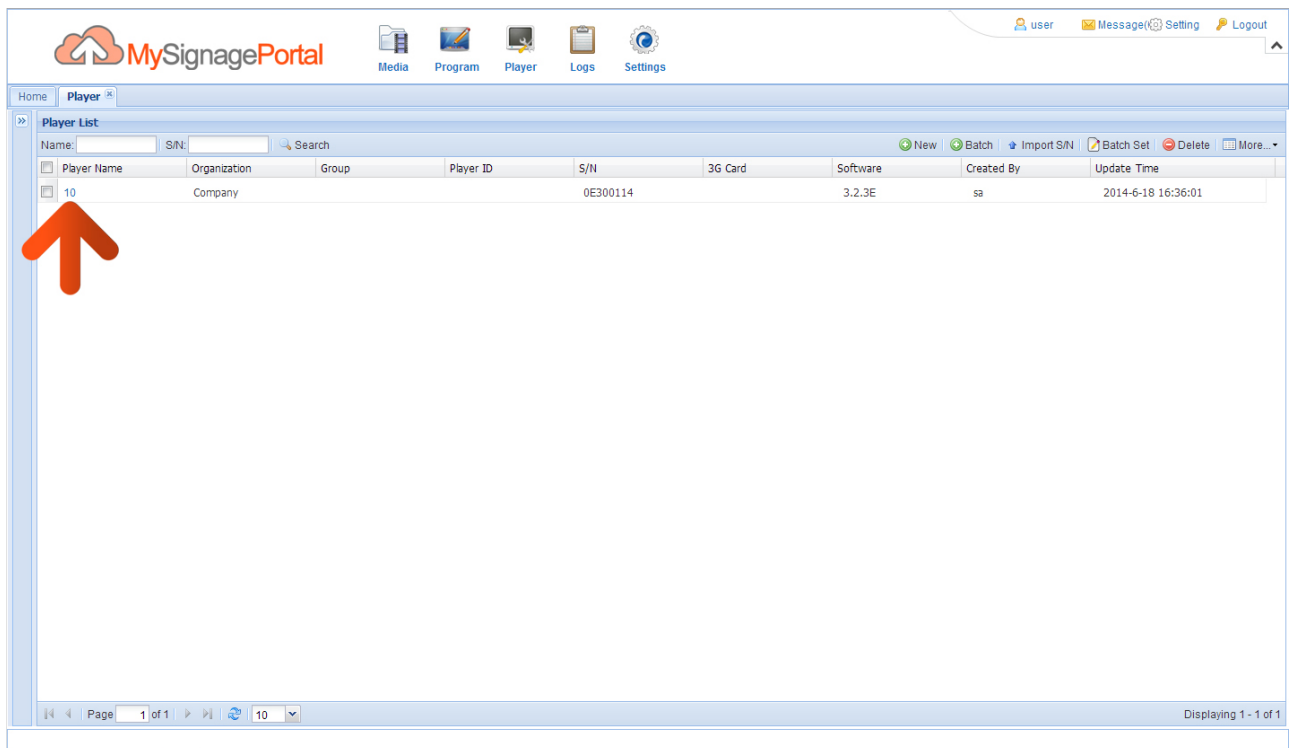 user Message( Setting Logout
MySignagePortal
Media Program Player Logs Settings
Home Player
Player List
Name: S/N: Search New Batch Import S/N Batch Set Delete More...
Player Name Organization Group Player ID S/N 3G Card Software Created By Update Time
10 Company 0E300114 3.2.3E sa 2014-6-18 16:36:01
Page 1 of 1 10 Displaying 1 - 1 of 1